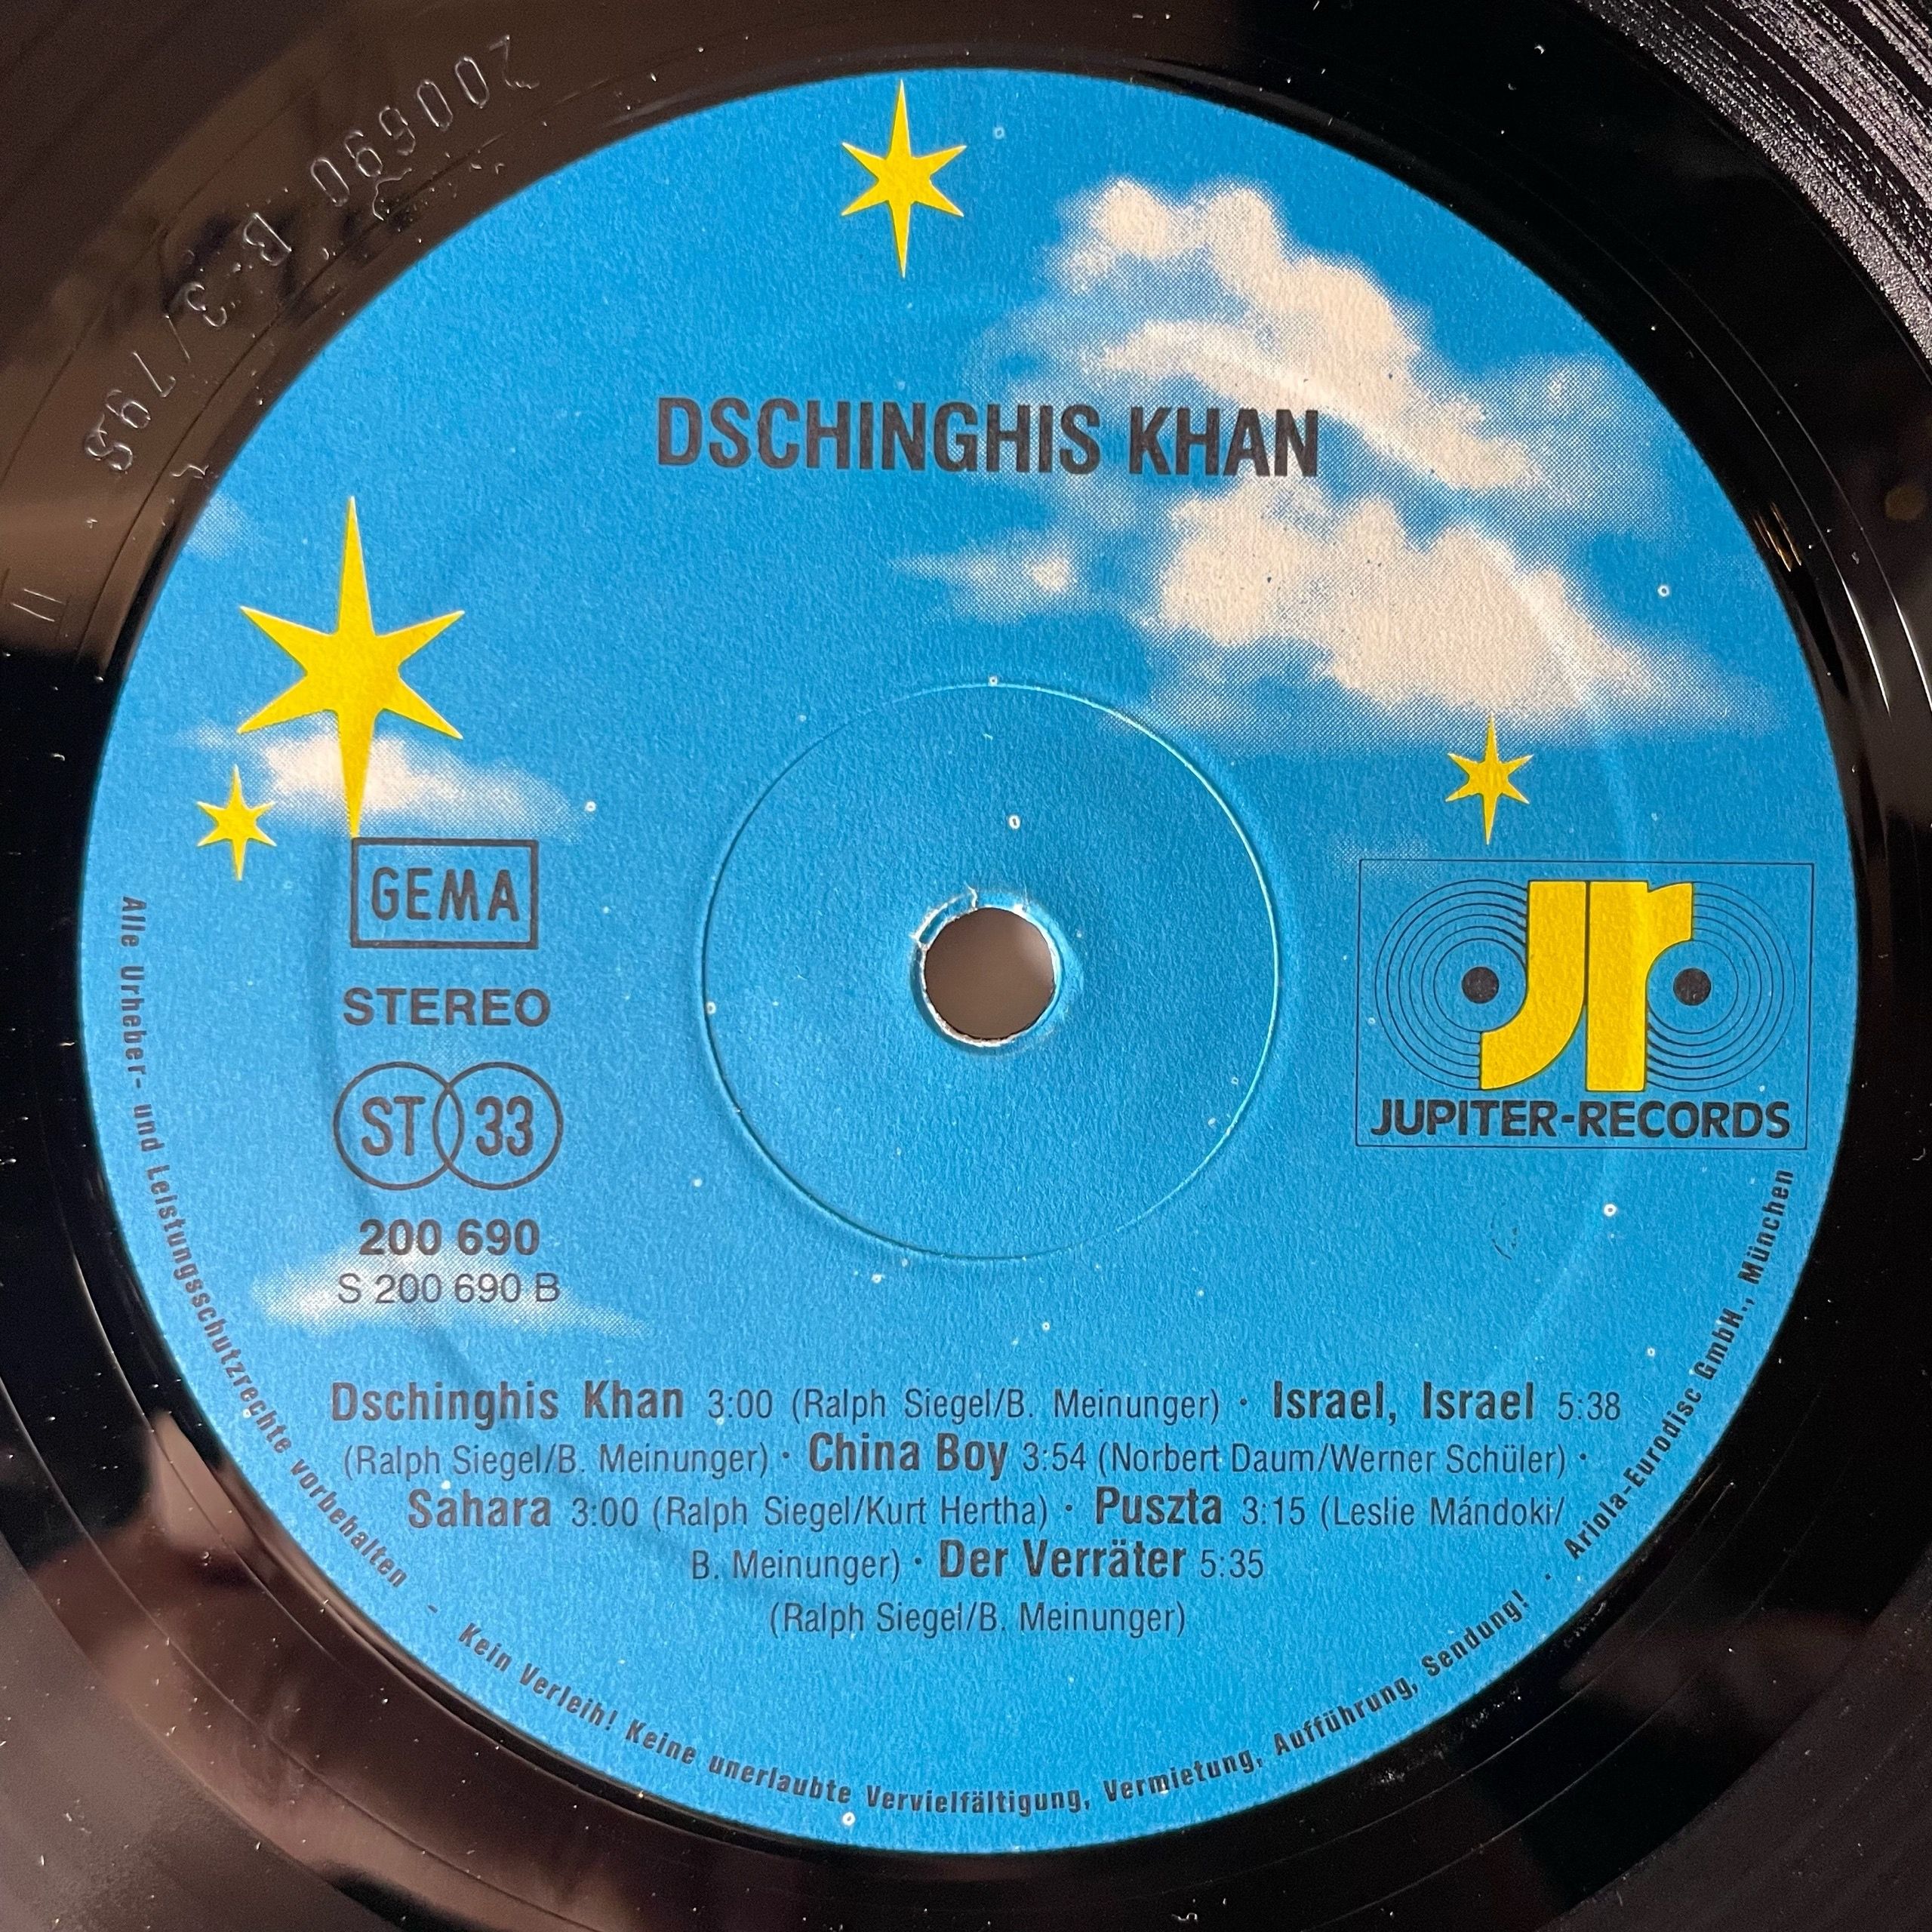 200690 B-3/79S
DSCHINGHIS KHAN
GEMA
STEREO
ST 33
200 690
S 200 690 B
jr
JUPITER-RECORDS
Dschinghis Khan 3:00 (Ralph Siegel/B. Meinunger) · Israel, Israel 5:38
(Ralph Siegel/B. Meinunger) · China Boy 3:54 (Norbert Daum/Werner Schüler) ·
Sahara 3:00 (Ralph Siegel/Kurt Hertha) · Puszta 3:15 (Leslie Mándoki/
B. Meinunger) · Der Verräter 5:35
(Ralph Siegel/B. Meinunger)
Alle Urheber- und Leistungsschutzrechte vorbehalten - Kein Verleih! Keine unerlaubte Vervielfältigung, Vermietung, Aufführung, Sendung! · Ariola-Eurodisc GmbH., München